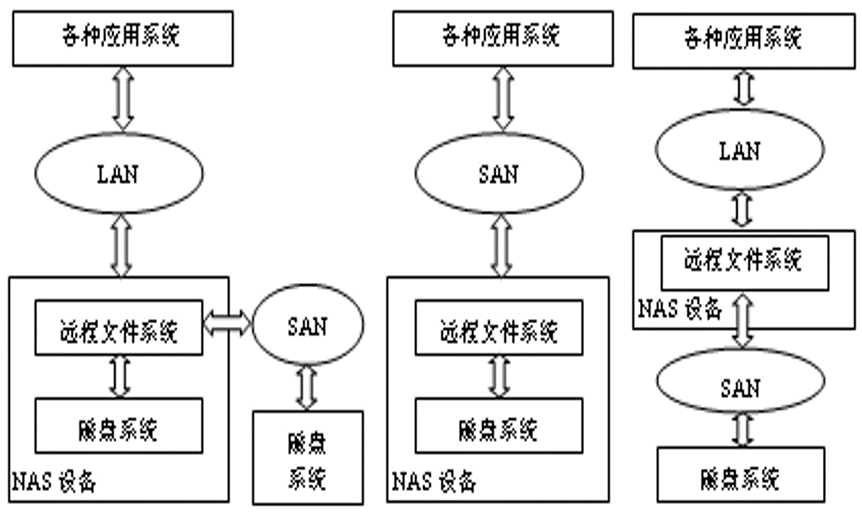 各种应用系统
LAN
远程文件系统
磁盘系统
NAS 设备
SAN
磁盘
系统
各种应用系统
SAN
远程文件系统
磁盘系统
NAS 设备
各种应用系统
LAN
远程文件系统
NAS 设备
SAN
磁盘系统